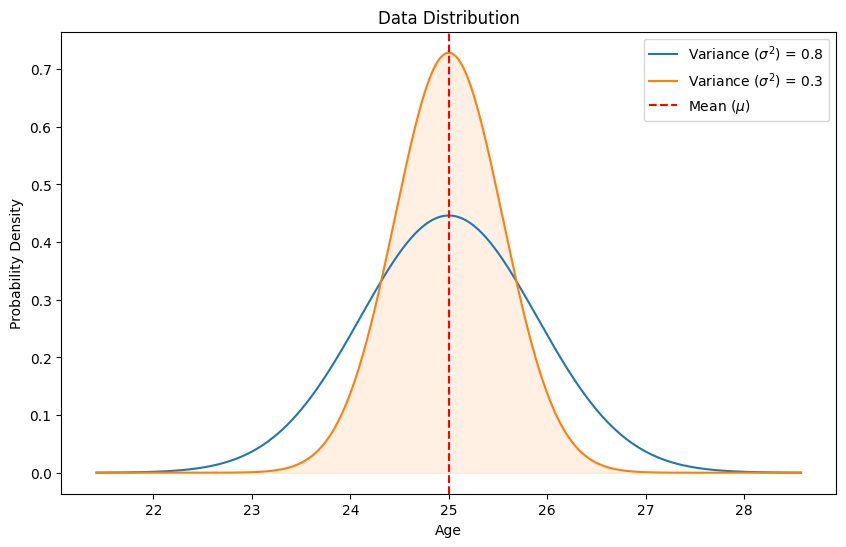 Data Distribution
Variance (σ²) = 0.8
Variance (σ²) = 0.3
Mean (μ)
0.7
0.6
0.5
0.4
0.3
0.2
0.1
0.0
Probability Density
22 23 24 25 26 27 28
Age